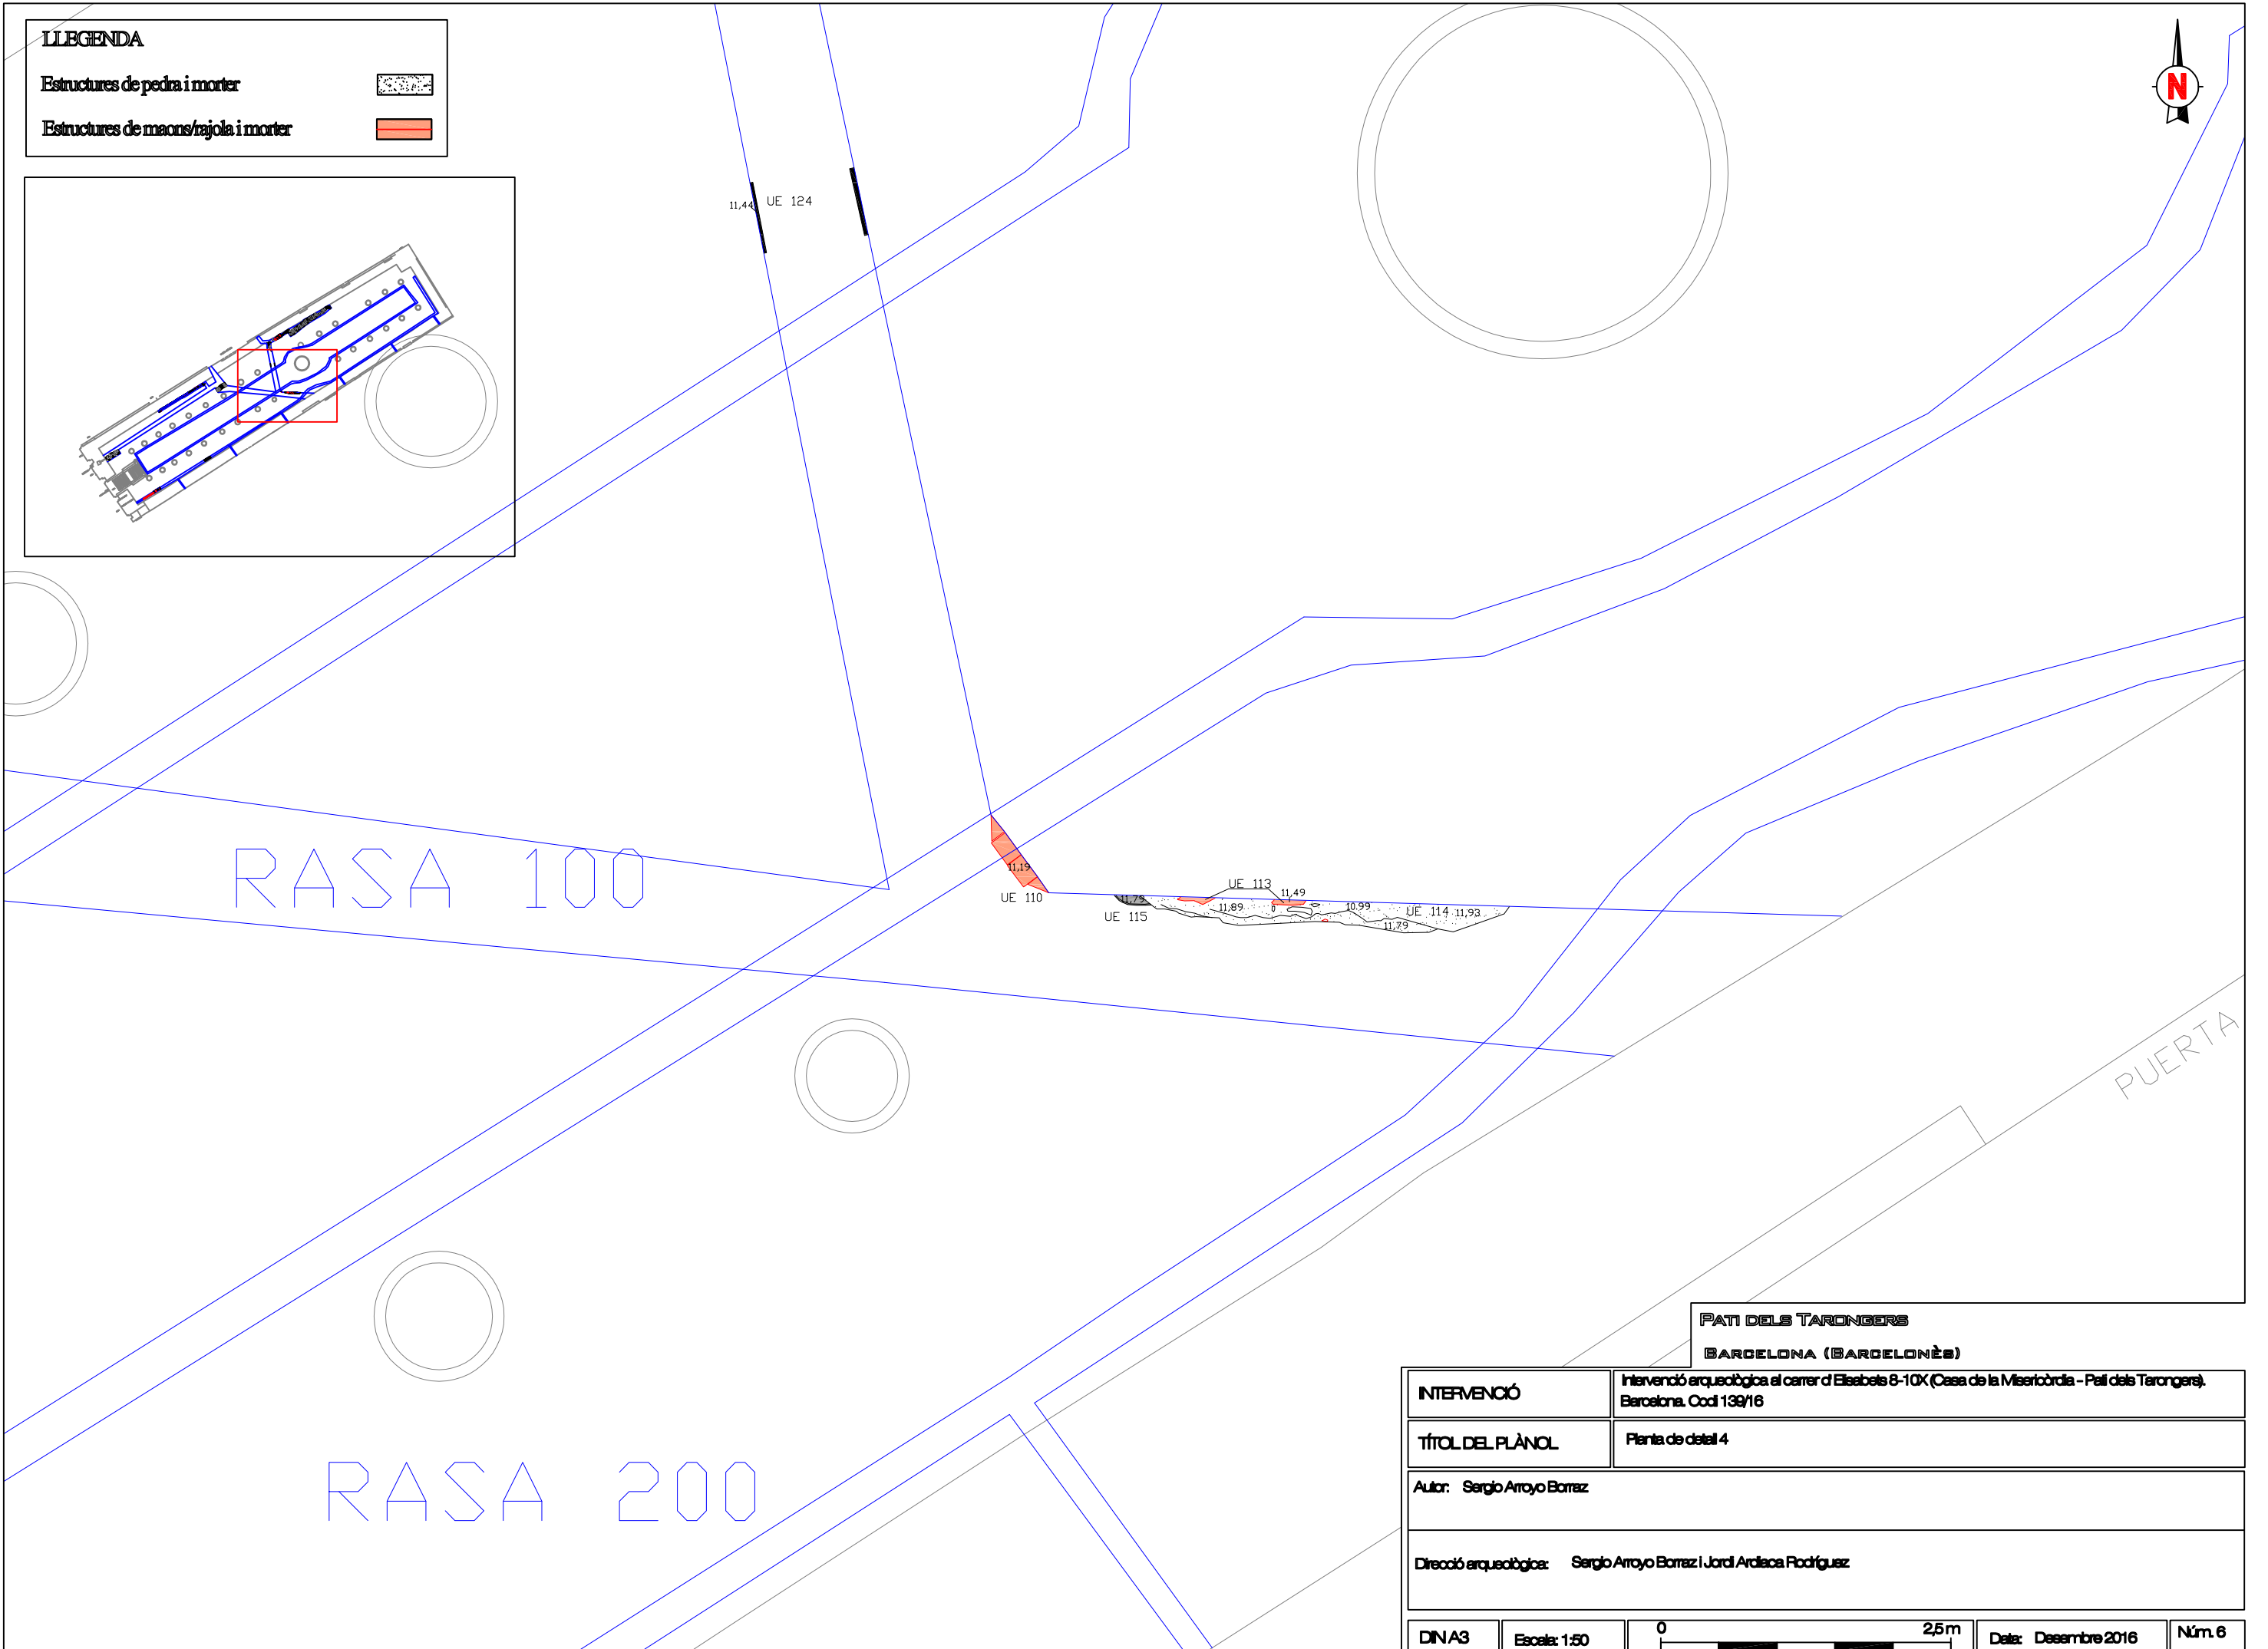 LLEGENDA
Estructures de pedra i morter
Estructures de maons/rajola i morter
N
11,44 UE 124
RASA 100
11,19
UE 110
UE 113
11,79
11,49
UE 115
11,89
0
10.99
UE 114 11,93
11,79
PUERTA
RASA 200
PATI DELS TARONGERS
BARCELONA (BARCELONÈS)
INTERVENCIÓ
Intervenció arqueològica al carrer d'Elisabets 8-10X (Casa de la Misericòrdia - Pati dels Tarongers).
Barcelona. Codi 139/16
TÍTOL DEL PLÀNOL
Planta de detall 4
Autor: Sergio Arroyo Borraz
Direcció arqueològica: Sergio Arroyo Borraz i Jordi Ardiaca Rodríguez
DIN A3
Escala: 1:50
0 2,5 m
Data: Desembre 2016
Núm. 6